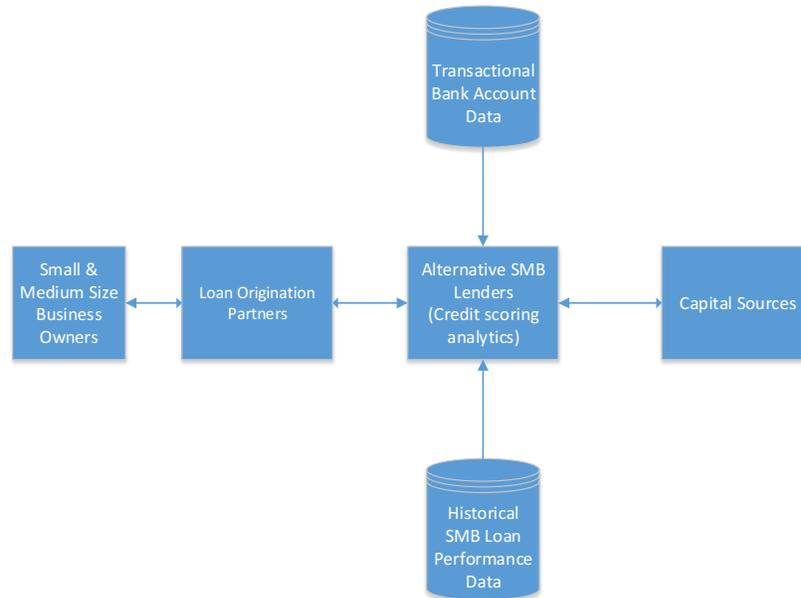 Transactional
Bank Account
Data
Small &
Medium Size
Business
Owners
Loan Origination
Partners
Alternative SMB
Lenders
(Credit scoring
analytics)
Capital Sources
Historical
SMB Loan
Performance
Data